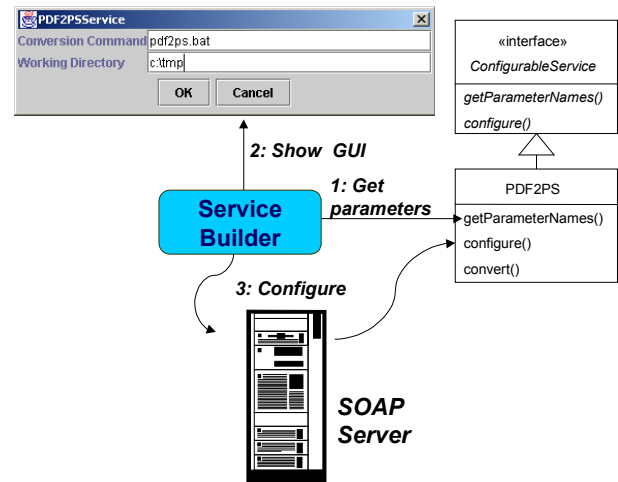 PDF2PSService
Conversion Command pdf2ps.bat
Working Directory c:\tmp
OK Cancel
«interface»
ConfigurableService
getParameterNames()
configure()
2: Show GUI
1: Get
parameters
Service
Builder
PDF2PS
getParameterNames()
configure()
convert()
3: Configure
SOAP
Server